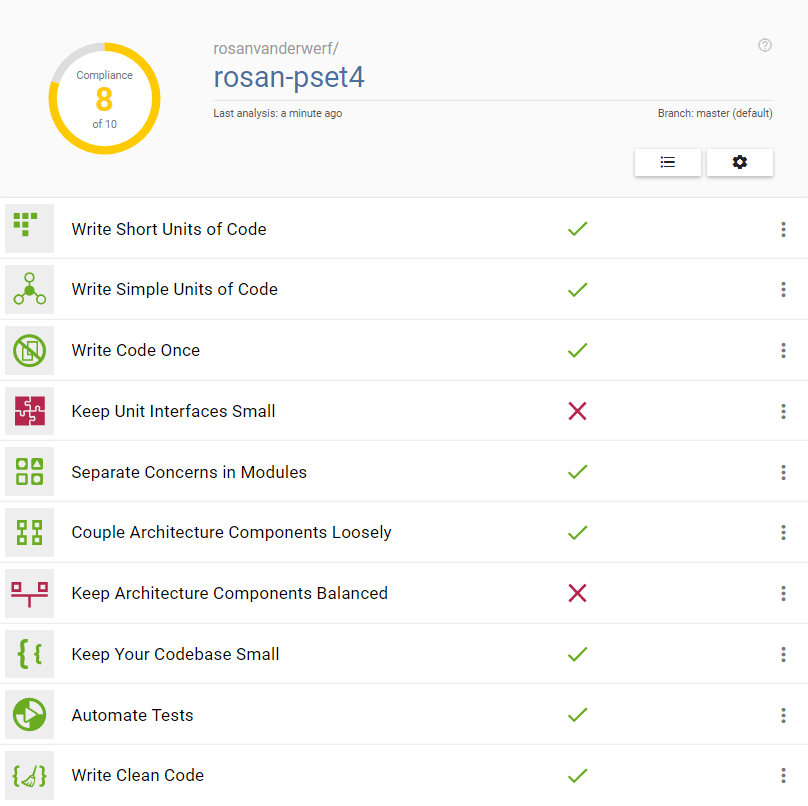 Compliance
8
of 10
rosanvanderwerf/
rosan-pset4
Last analysis: a minute ago
Branch: master (default)
Write Short Units of Code
Write Simple Units of Code
Write Code Once
Keep Unit Interfaces Small
Separate Concerns in Modules
Couple Architecture Components Loosely
Keep Architecture Components Balanced
Keep Your Codebase Small
Automate Tests
Write Clean Code